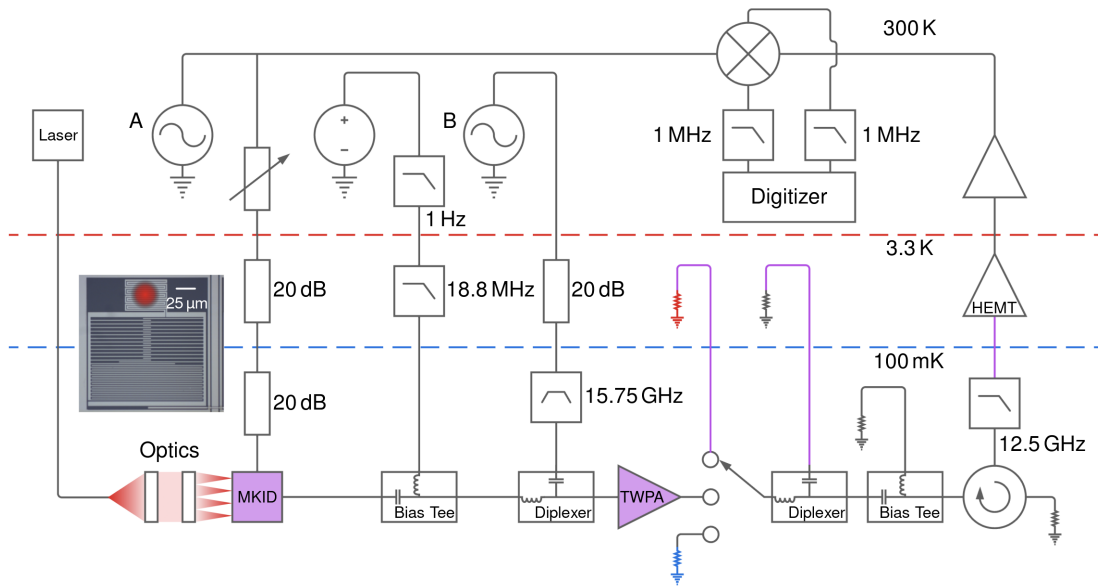 300 K
A
B
Laser
+
−
1 MHz
1 MHz
Digitizer
1 Hz
3.3 K
25 μm
20 dB
18.8 MHz
20 dB
HEMT
100 mK
20 dB
15.75 GHz
12.5 GHz
Optics
MKID
TWPA
Bias Tee
Diplexer
Diplexer
Bias Tee